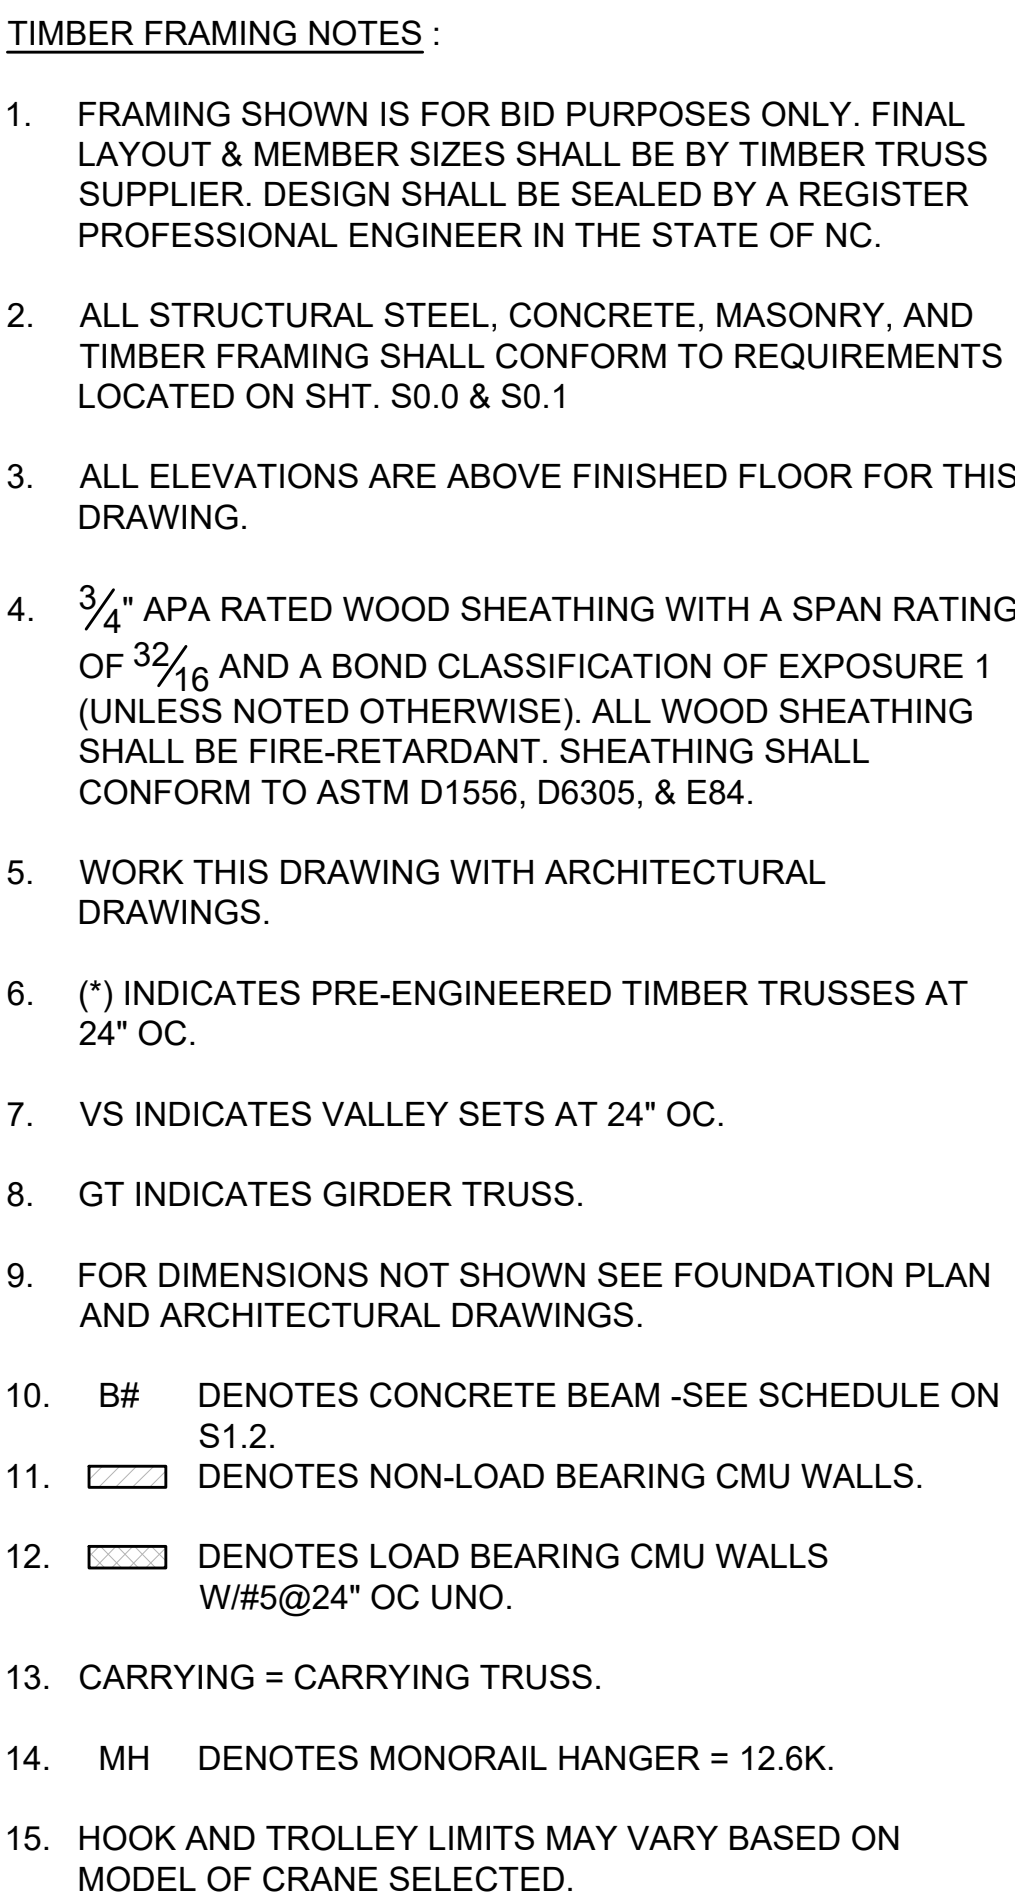 TIMBER FRAMING NOTES :
1. FRAMING SHOWN IS FOR BID PURPOSES ONLY. FINAL
LAYOUT & MEMBER SIZES SHALL BE BY TIMBER TRUSS
SUPPLIER. DESIGN SHALL BE SEALED BY A REGISTER
PROFESSIONAL ENGINEER IN THE STATE OF NC.
2. ALL STRUCTURAL STEEL, CONCRETE, MASONRY, AND
TIMBER FRAMING SHALL CONFORM TO REQUIREMENTS
LOCATED ON SHT. S0.0 & S0.1
3. ALL ELEVATIONS ARE ABOVE FINISHED FLOOR FOR THIS
DRAWING.
4. 3/4" APA RATED WOOD SHEATHING WITH A SPAN RATING
OF 32/16 AND A BOND CLASSIFICATION OF EXPOSURE 1
(UNLESS NOTED OTHERWISE). ALL WOOD SHEATHING
SHALL BE FIRE-RETARDANT. SHEATHING SHALL
CONFORM TO ASTM D1556, D6305, & E84.
5. WORK THIS DRAWING WITH ARCHITECTURAL
DRAWINGS.
6. (*) INDICATES PRE-ENGINEERED TIMBER TRUSSES AT
24" OC.
7. VS INDICATES VALLEY SETS AT 24" OC.
8. GT INDICATES GIRDER TRUSS.
9. FOR DIMENSIONS NOT SHOWN SEE FOUNDATION PLAN
AND ARCHITECTURAL DRAWINGS.
10. B# DENOTES CONCRETE BEAM -SEE SCHEDULE ON
S1.2.
11. DENOTES NON-LOAD BEARING CMU WALLS.
12. DENOTES LOAD BEARING CMU WALLS
W/#5@24" OC UNO.
13. CARRYING = CARRYING TRUSS.
14. MH DENOTES MONORAIL HANGER = 12.6K.
15. HOOK AND TROLLEY LIMITS MAY VARY BASED ON
MODEL OF CRANE SELECTED.